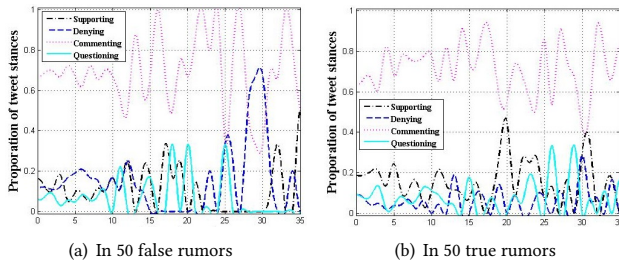 Proporation of tweet stances
1
0.8
0.6
0.4
0.2
0
Supporting
Denying
Commenting
Questioning
0 5 10 15 20 25 30 35
(a) In 50 false rumors
Proporation of tweet stances
1
0.8
0.6
0.4
0.2
0
Supporting
Denying
Commenting
Questioning
0 5 10 15 20 25 30 35
(b) In 50 true rumors